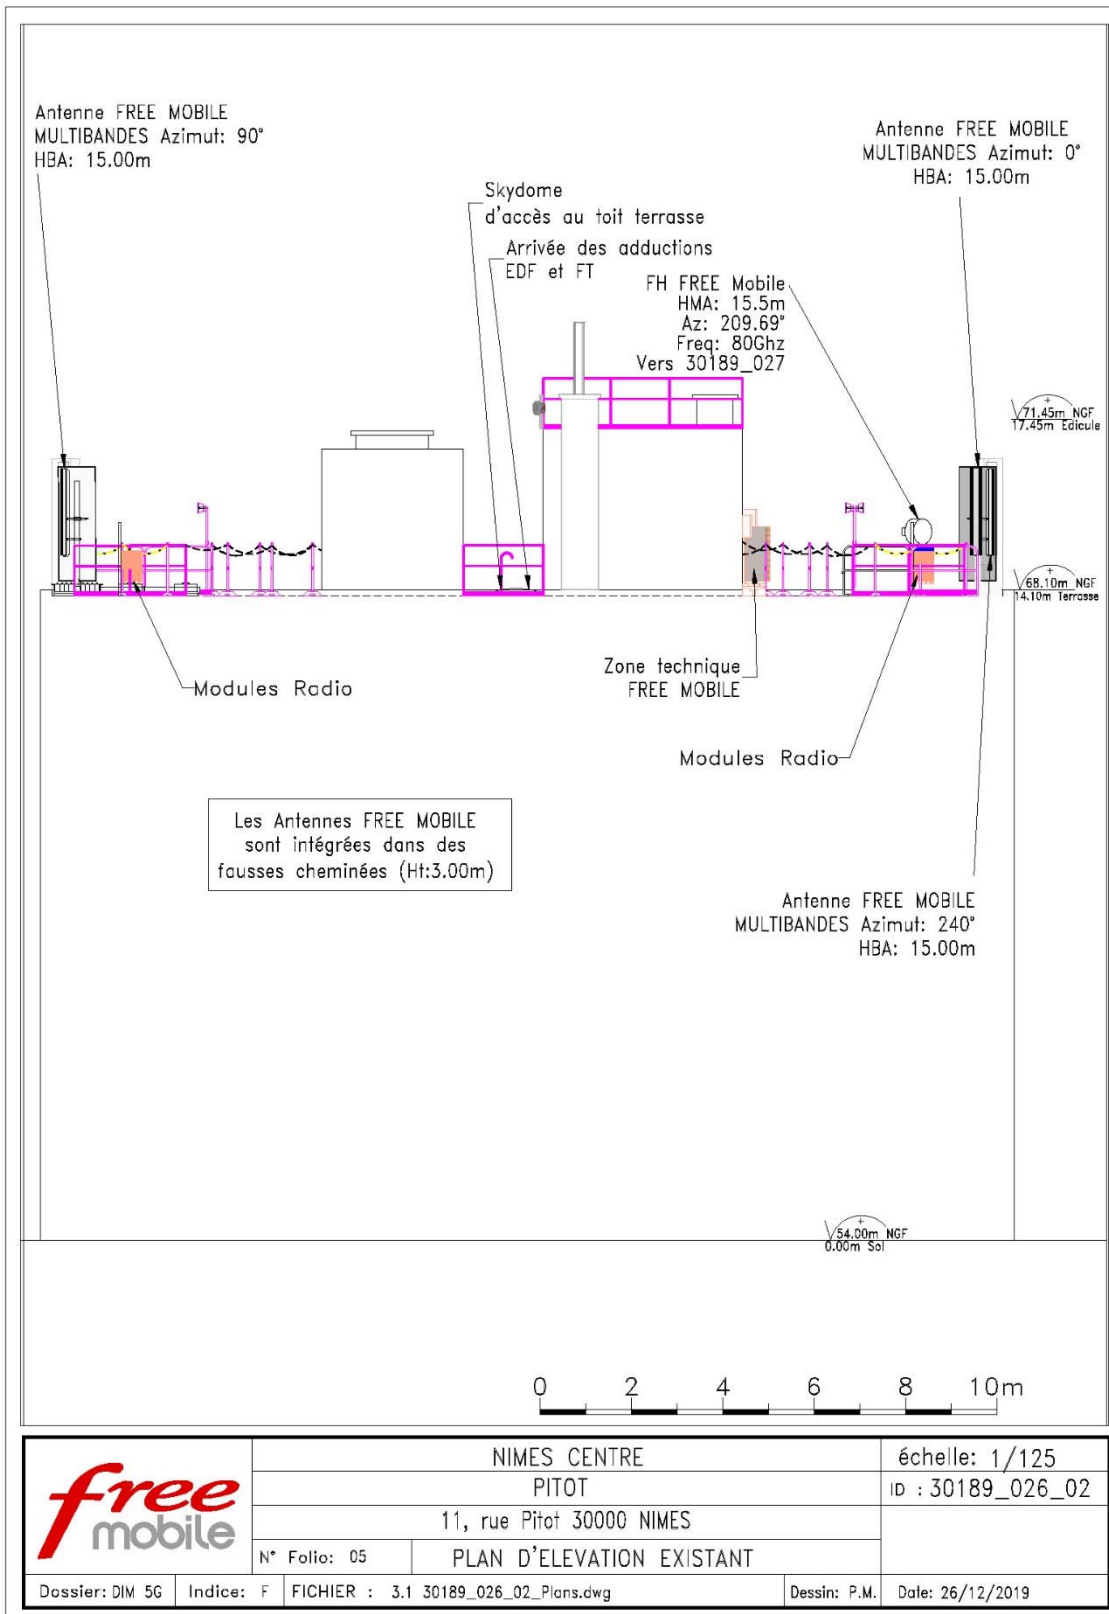 Antenne FREE MOBILE
MULTIBANDES Azimut: 90°
HBA: 15.00m
Antenne FREE MOBILE
MULTIBANDES Azimut: 0°
HBA: 15.00m
Skydome
d'accès au toit terrasse
Arrivée des adductions
EDF et FT
FH FREE Mobile
HMA: 15.5m
Az: 209.69°
Freq: 80Ghz
Vers 30189_027
71.45m NGF
17.45m Edicule
68.10m NGF
14.10m Terrasse
Zone technique
FREE MOBILE
Modules Radio
Modules Radio
Les Antennes FREE MOBILE
sont intégrées dans des
fausses cheminées (Ht:3.00m)
Antenne FREE MOBILE
MULTIBANDES Azimut: 240°
HBA: 15.00m
54.00m NGF
0.00m Sol
0 2 4 6 8 10m
free
mobile
NIMES CENTRE
échelle: 1/125
PITOT
ID : 30189_026_02
11, rue Pitot 30000 NIMES
N° Folio: 05
PLAN D'ELEVATION EXISTANT
Dossier: DIM 5G
Indice: F
FICHIER : 3.1 30189_026_02_Plans.dwg
Dessin: P.M.
Date: 26/12/2019